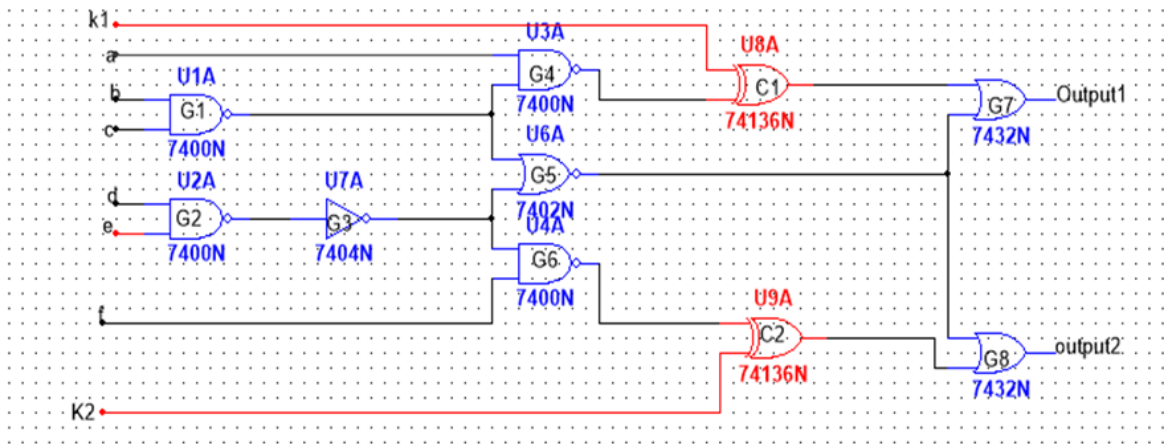 k1
U3A
a
G4
U8A
C1
U1A
b
G1
c
7400N
7400N
74136N
G7
Output1
7432N
U6A
G5
7402N
U2A
d
G2
e
7400N
U7A
G3
7404N
U4A
G6
7400N
f
U9A
C2
74136N
G8
output2
7432N
K2